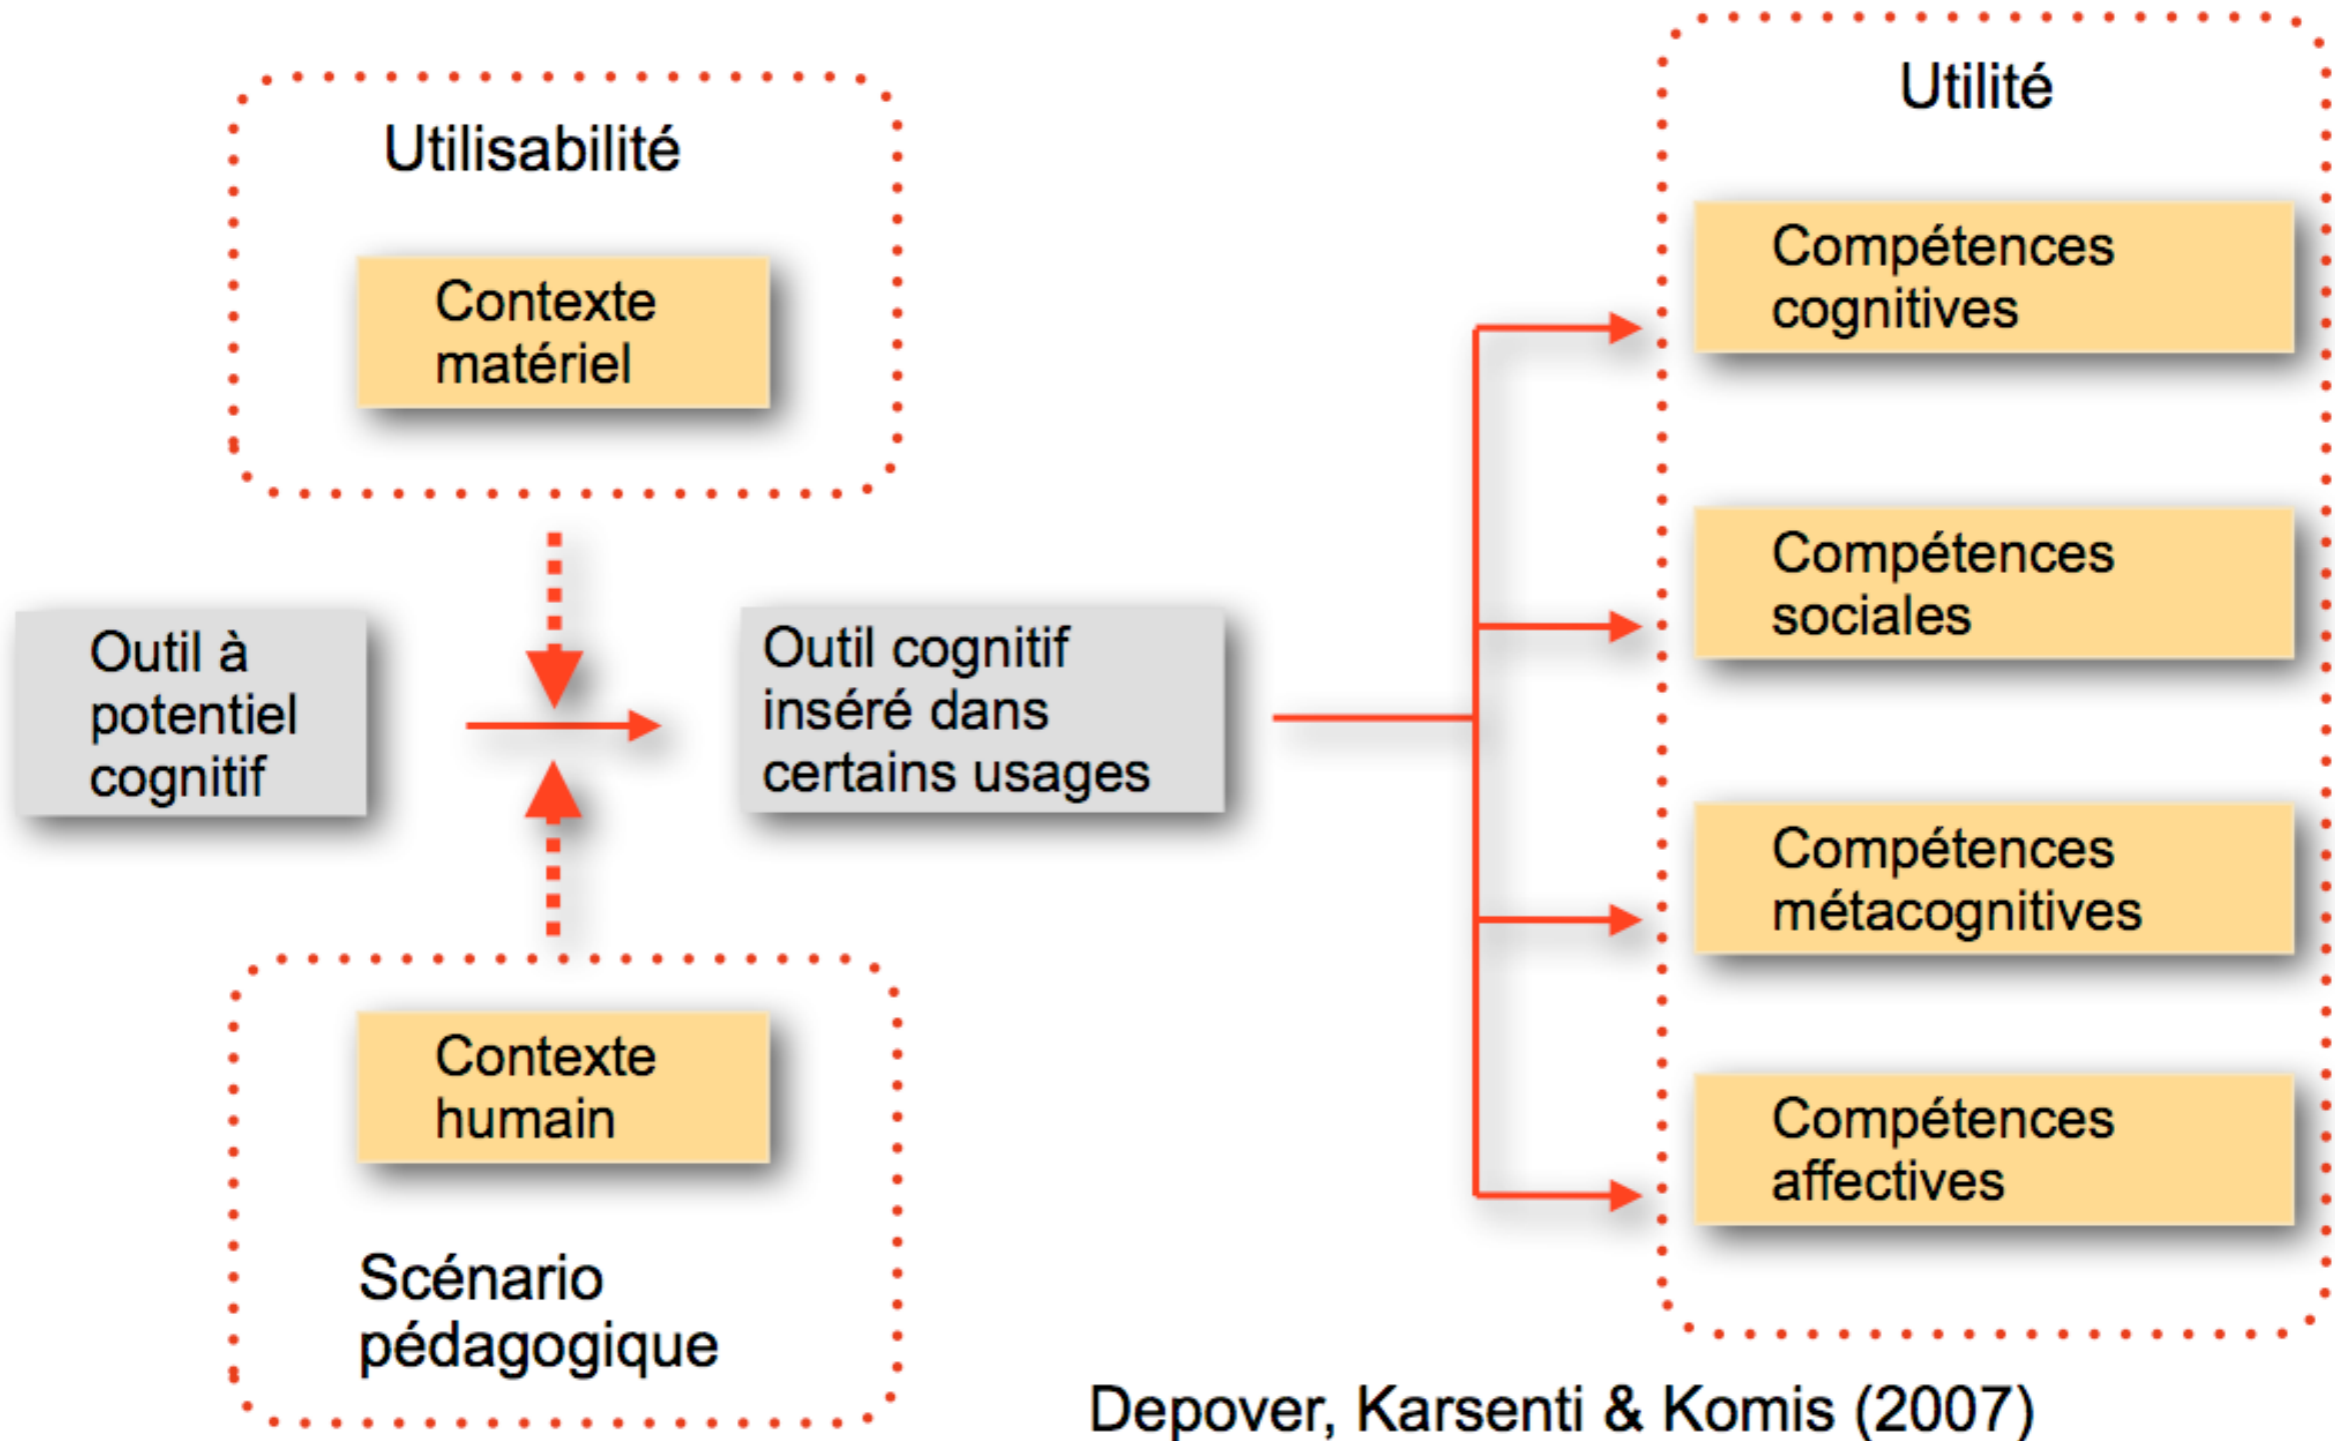 Utilisabilité
Contexte
matériel
Outil à
potentiel
cognitif
Outil cognitif
inséré dans
certains usages
Contexte
humain
Scénario
pédagogique
Utilité
Compétences
cognitives
Compétences
sociales
Compétences
métacognitives
Compétences
affectives
Depover, Karsenti & Komis (2007)